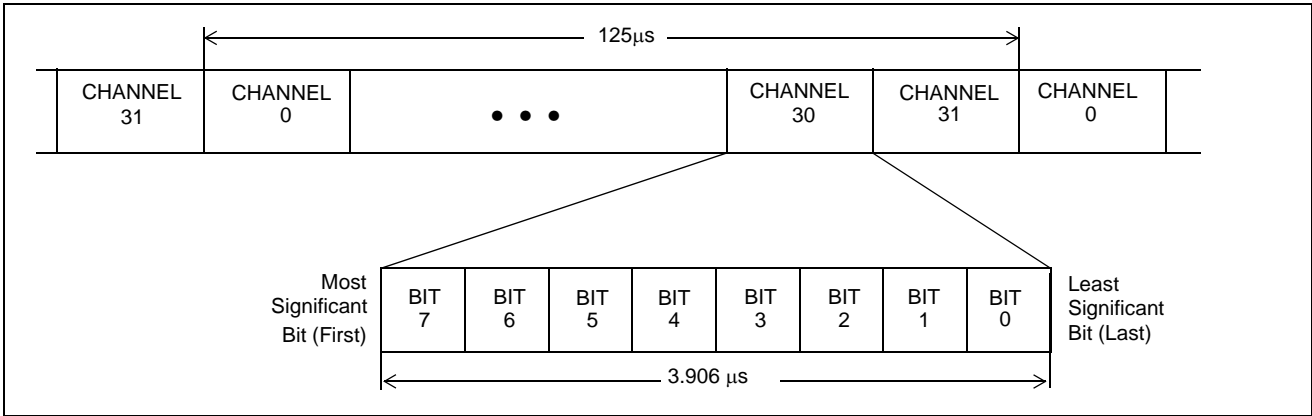 125μs
CHANNEL
31
CHANNEL
0
• • •
CHANNEL
30
CHANNEL
31
CHANNEL
0
Most
Significant
Bit (First)
BIT
7
BIT
6
BIT
5
BIT
4
BIT
3
BIT
2
BIT
1
BIT
0
Least
Significant
Bit (Last)
3.906 μs